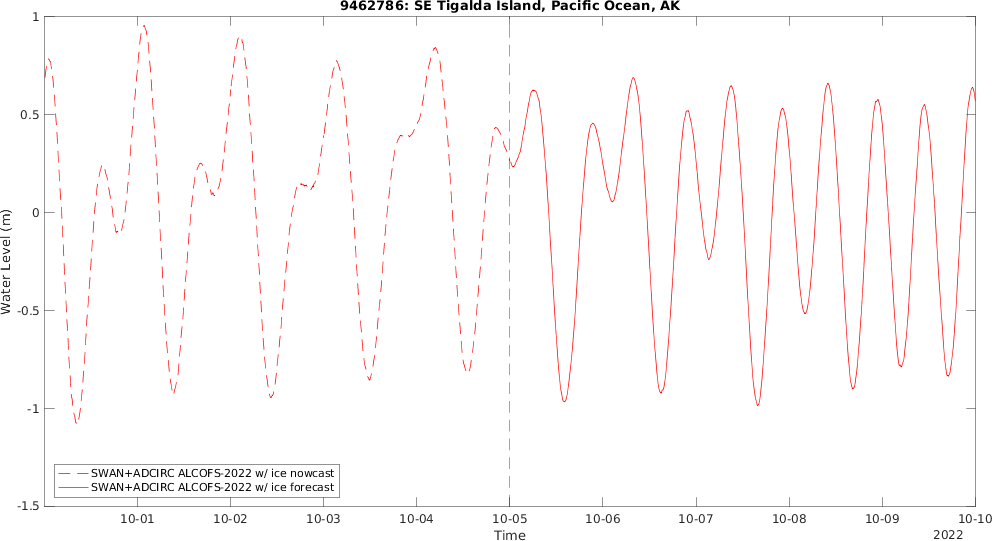 9462786: SE Tigalda Island, Pacific Ocean, AK
1
0.5
0
-0.5
-1
-1.5
Water Level (m)
SWAN+ADCIRC ALCOFS-2022 w/ ice nowcast
SWAN+ADCIRC ALCOFS-2022 w/ ice forecast
10-01 10-02 10-03 10-04 10-05 10-06 10-07 10-08 10-09 10-10
Time
2022